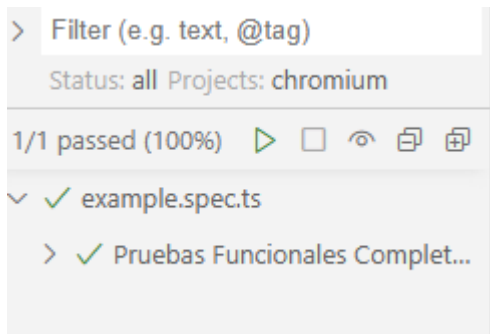 Filter (e.g. text, @tag)
Status: all Projects: chromium
1/1 passed (100%)
example.spec.ts
Pruebas Funcionales Complet...